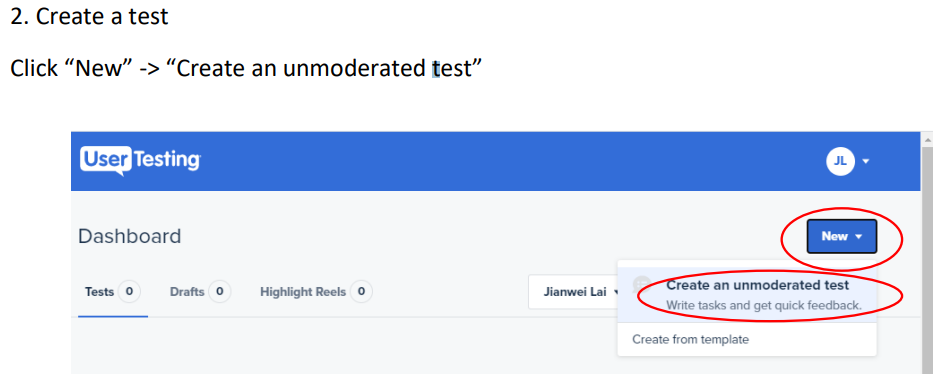 2. Create a test
Click “New” -> “Create an unmoderated test”
UserTesting
JL
Dashboard
New
Tests 0 Drafts 0 Highlight Reels 0
Jianwei Lai
Create an unmoderated test
Write tasks and get quick feedback.
Create from template